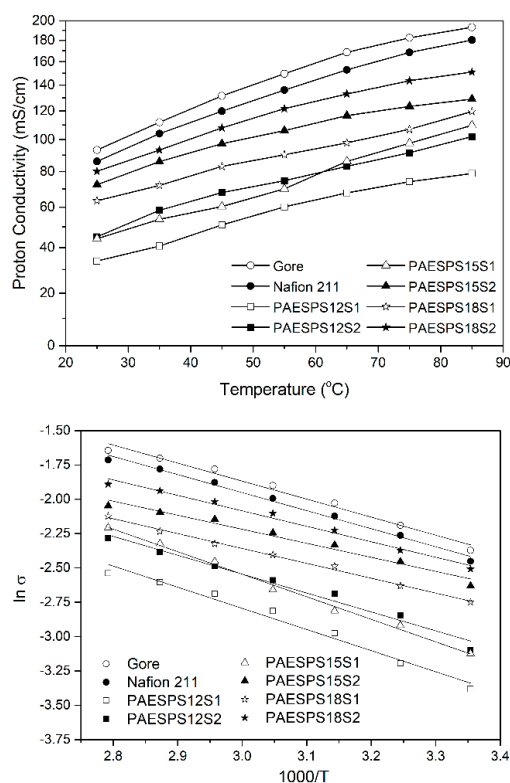 200
180
160
140
120
100
80
60
40
20
0
Proton Conductivity (mS/cm)
Gore
Nafion 211
PAESPS12S1
PAESPS12S2
PAESPS15S1
PAESPS15S2
PAESPS18S1
PAESPS18S2
20 30 40 50 60 70 80 90
Temperature (°C)
-1.50
-1.75
-2.00
-2.25
-2.50
-2.75
-3.00
-3.25
-3.50
-3.75
ln σ
Gore
Nafion 211
PAESPS12S1
PAESPS12S2
PAESPS15S1
PAESPS15S2
PAESPS18S1
PAESPS18S2
2.8 2.9 3.0 3.1 3.2 3.3 3.4
1000/T